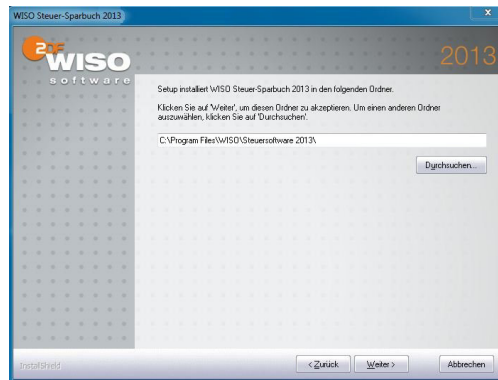 WISO Steuer-Sparbuch 2013
x
ZDF
WISO
software
2013
Setup installiert WISO Steuer-Sparbuch 2013 in den folgenden Ordner.
Klicken Sie auf 'Weiter', um diesen Ordner zu akzeptieren. Um einen anderen Ordner
auszuwählen, klicken Sie auf 'Durchsuchen'.
C:\Program Files\WISO\Steuersoftware 2013\
Durchsuchen...
InstallShield
< Zurück
Weiter >
Abbrechen